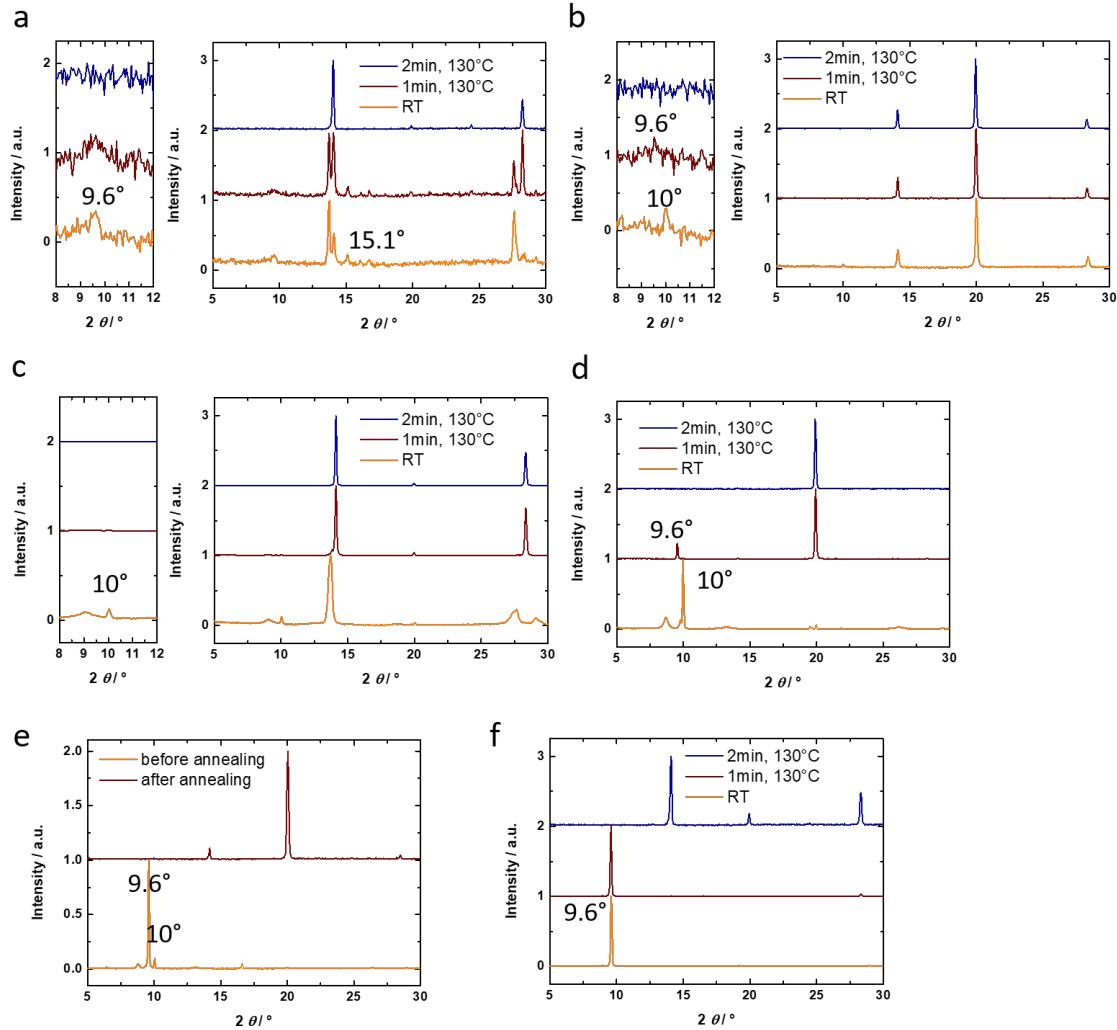 a
Intensity / a.u.
2
1
0
9.6°
8 9 10 11 12
2 θ/ °
Intensity / a.u.
3
2
1
0
2min, 130°C
1min, 130°C
RT
15.1°
5 10 15 20 25 30
2 θ/ °
b
Intensity / a.u.
2
1
0
9.6°
10°
8 9 10 11 12
2 θ/ °
Intensity / a.u.
3
2
1
0
2min, 130°C
1min, 130°C
RT
5 10 15 20 25 30
2 θ/ °
c
Intensity / a.u.
3
2
1
0
10°
8 9 10 11 12
2 θ/ °
Intensity / a.u.
3
2
1
0
2min, 130°C
1min, 130°C
RT
5 10 15 20 25 30
2 θ/ °
d
Intensity / a.u.
3
2
1
0
2min, 130°C
1min, 130°C
RT
9.6°
10°
5 10 15 20 25 30
2 θ/ °
e
Intensity / a.u.
2.0
1.5
1.0
0.5
0.0
before annealing
after annealing
9.6°
10°
5 10 15 20 25 30
2 θ/ °
f
Intensity / a.u.
3
2
1
0
2min, 130°C
1min, 130°C
RT
9.6°
5 10 15 20 25 30
2 θ/ °